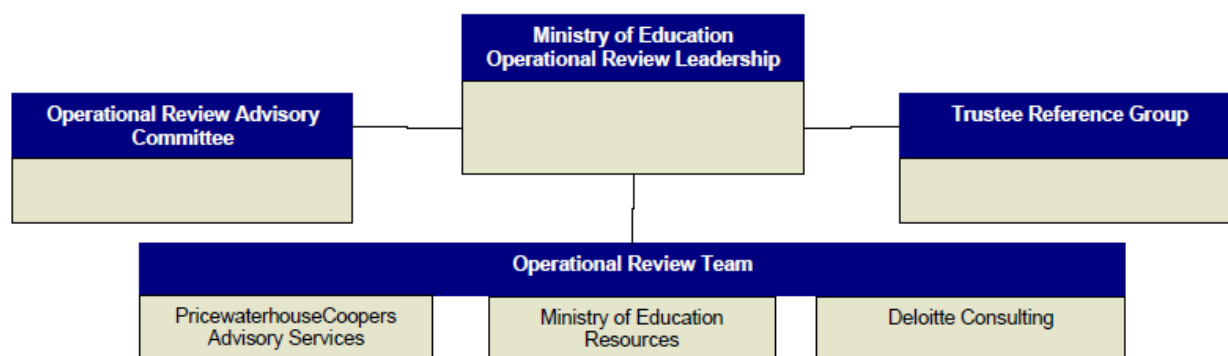 Ministry of Education
Operational Review Leadership
Operational Review Advisory
Committee
Trustee Reference Group
Operational Review Team
PricewaterhouseCoopers
Advisory Services
Ministry of Education
Resources
Deloitte Consulting